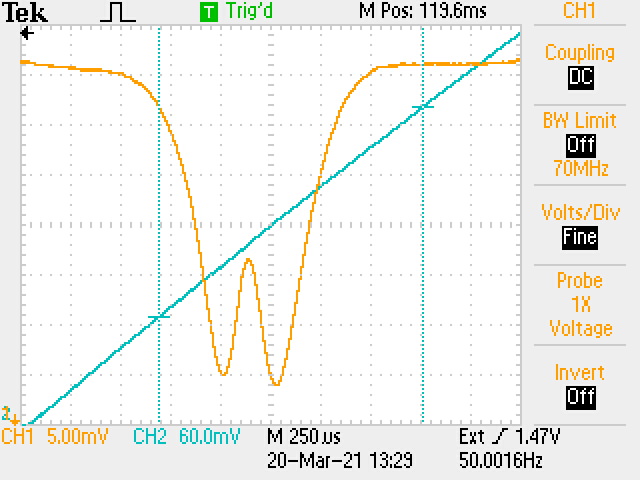 Tek T Trig'd M Pos: 119.6ms CH1
Coupling
DC
BW Limit
Off
70MHz
Volts/Div
Fine
Probe
1X
Voltage
Invert
Off
CH1 5.00mV CH2 60.0mV M 250µs Ext 1.47V
20-Mar-21 13:29 50.0016Hz